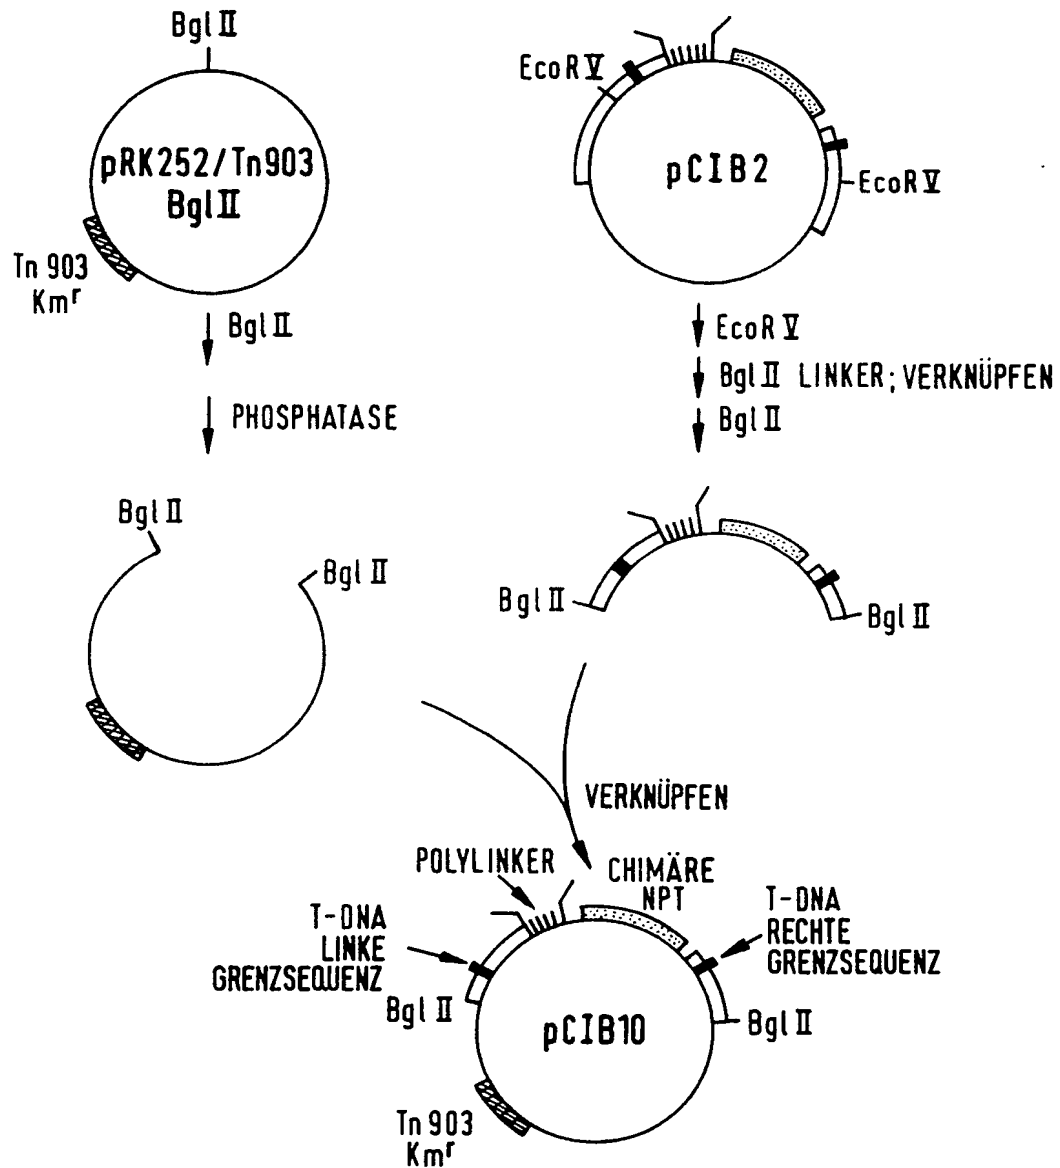 Bgl II
pRK252/Tn903
Bgl II
Tn 903
Kmʳ
EcoR V
pCIB2
EcoR V
Bgl II
PHOSPHATASE
EcoR V
Bgl II LINKER; VERKNÜPFEN
Bgl II
Bgl II
Bgl II
Bgl II
Bgl II
VERKNÜPFEN
POLYLINKER
CHIMÄRE
NPT
T-DNA
LINKE
GRENZSEQUENZ
T-DNA
RECHTE
GRENZSEQUENZ
Bgl II
Bgl II
pCIB10
Tn 903
Kmʳ